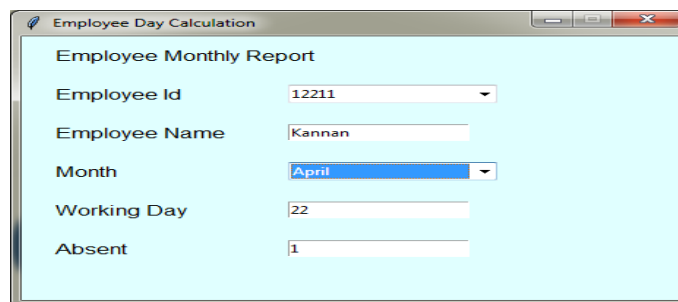 Employee Day Calculation
Employee Monthly Report
Employee Id 12211
Employee Name Kannan
Month April
Working Day 22
Absent 1